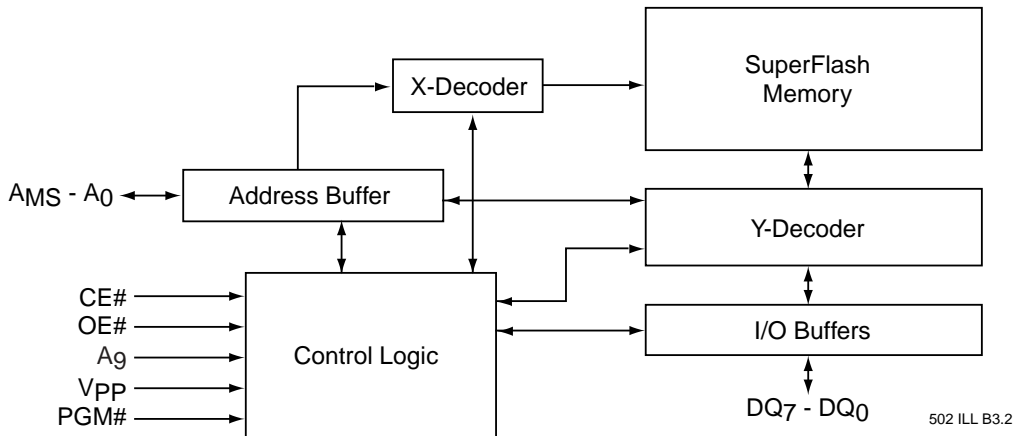 SuperFlash
Memory
X-Decoder
AMS - A0
Address Buffer
Y-Decoder
CE#
OE#
A9
VPP
PGM#
Control Logic
I/O Buffers
DQ7 - DQ0
502 ILL B3.2